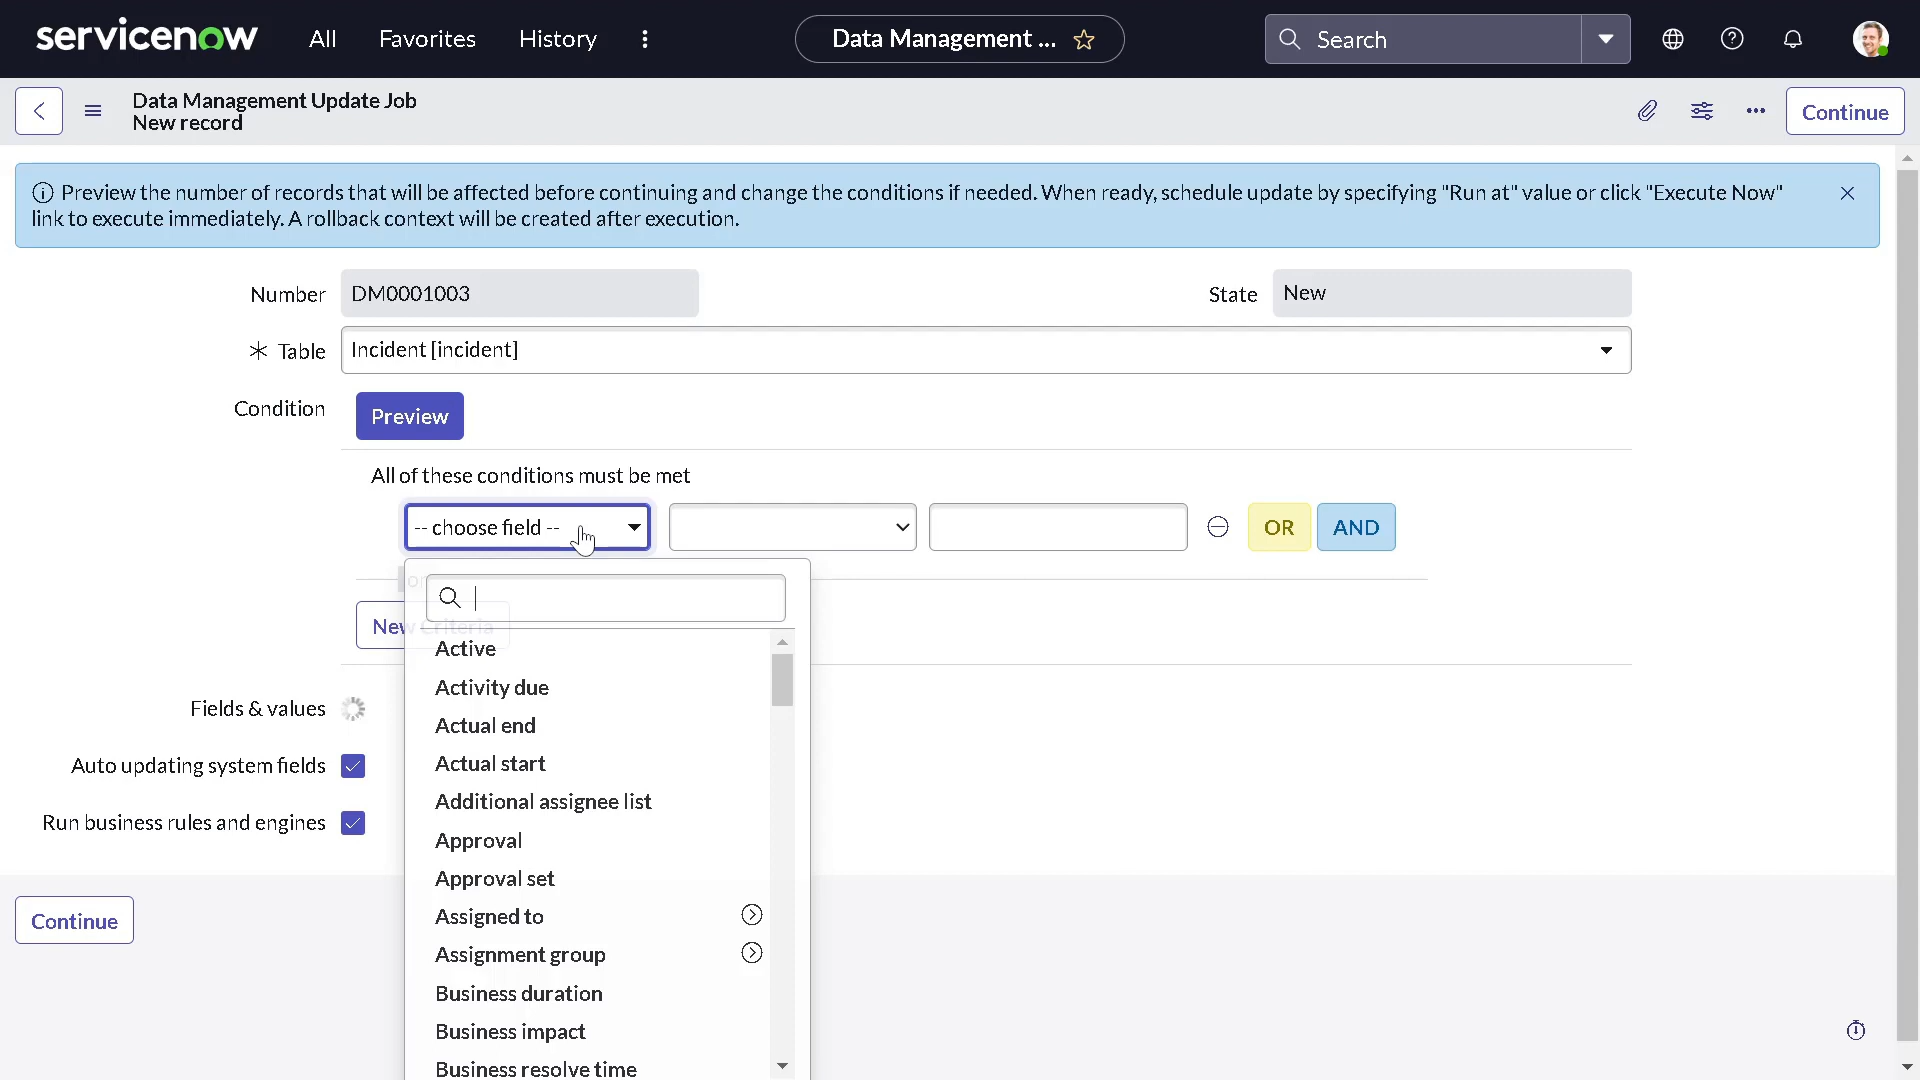 servicenow All Favorites History Data Management ... Search
Data Management Update Job
New record
Continue
Preview the number of records that will be affected before continuing and change the conditions if needed. When ready, schedule update by specifying "Run at" value or click "Execute Now"
link to execute immediately. A rollback context will be created after execution.
Number DM0001003 State New
Table Incident [incident]
Condition Preview
All of these conditions must be met
-- choose field -- OR AND
or
New Criteria
Active
Activity due
Fields & values
Actual end
Auto updating system fields
Actual start
Additional assignee list
Run business rules and engines
Approval
Approval set
Assigned to
Continue
Assignment group
Business duration
Business impact
Business resolve time